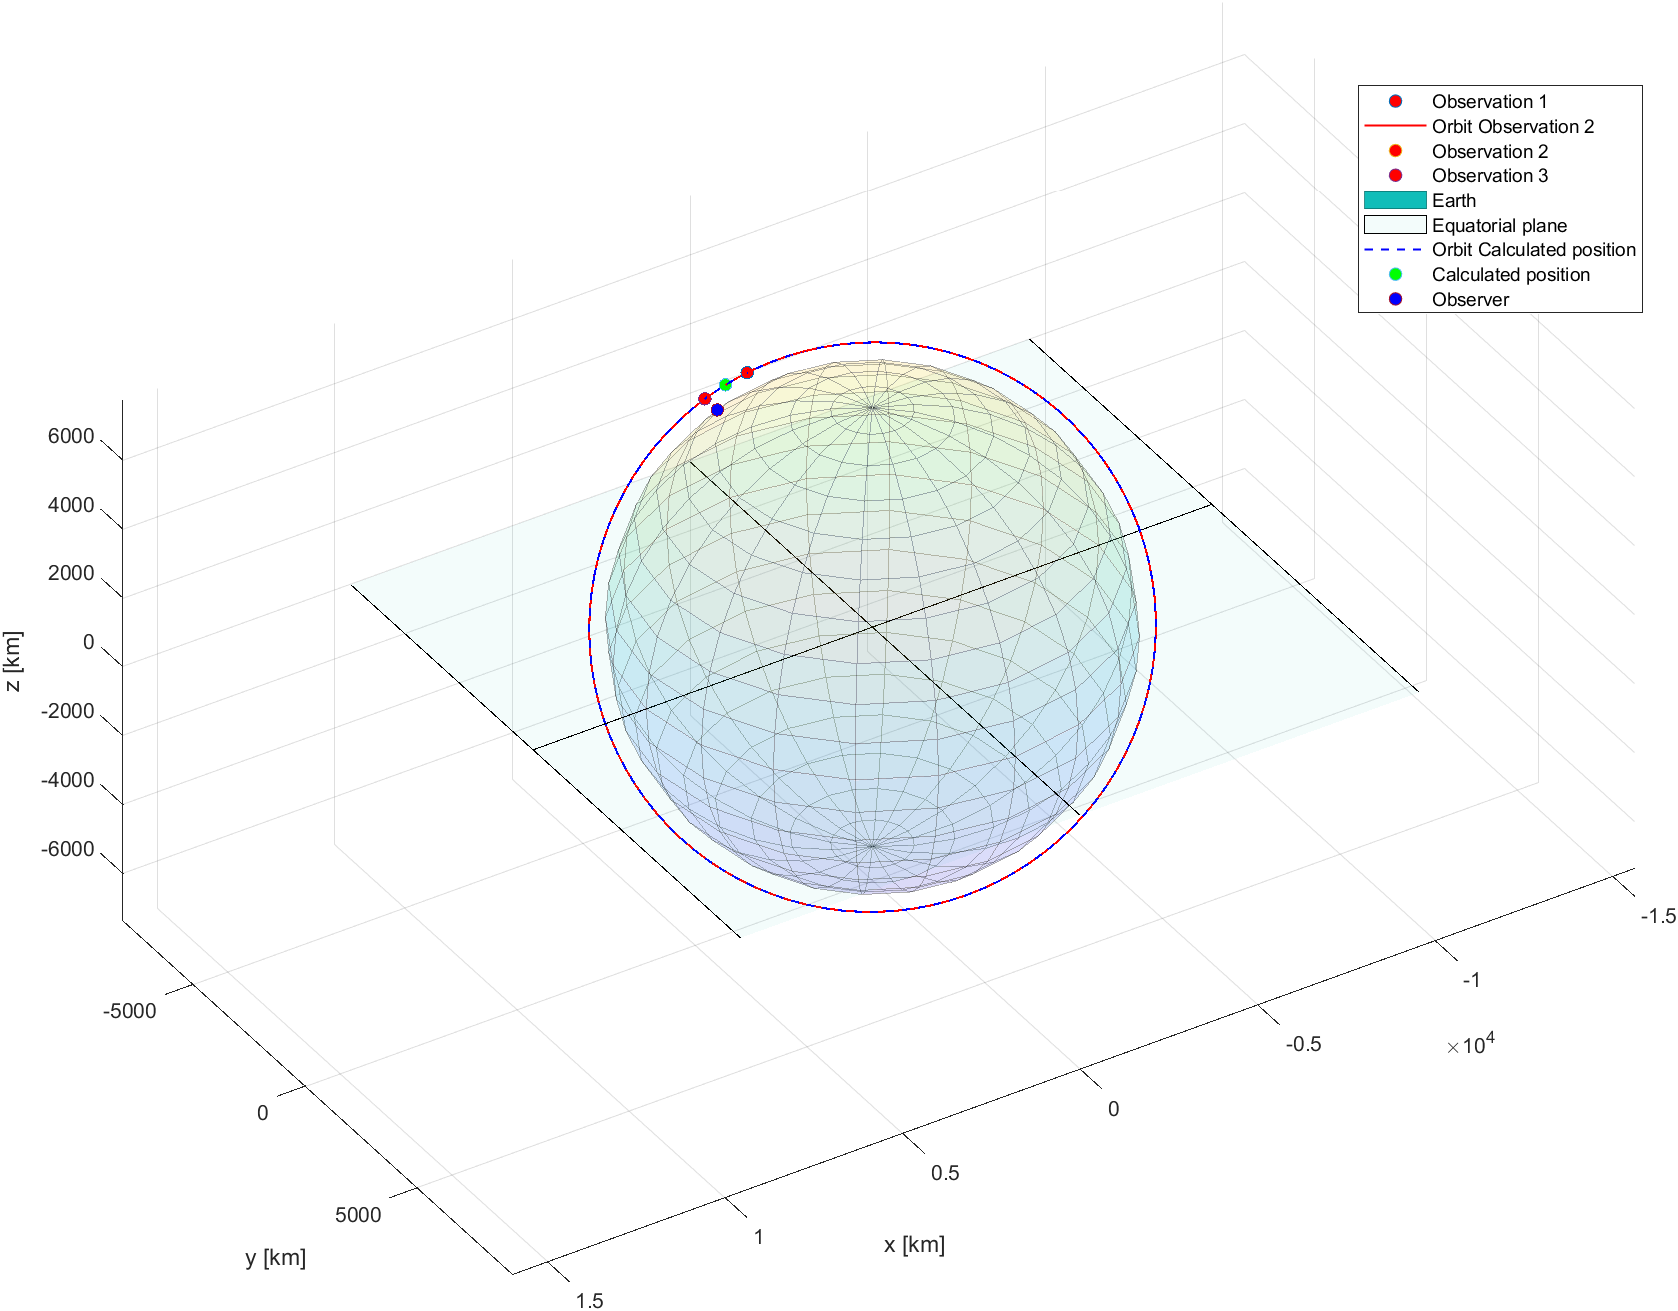 Observation 1
Orbit Observation 2
Observation 2
Observation 3
Earth
Equatorial plane
Orbit Calculated position
Calculated position
Observer
6000
4000
2000
0
-2000
-4000
-6000
z [km]
-5000
0
5000
y [km]
-1.5
-1
-0.5
×10⁴
0
0.5
1
1.5
x [km]